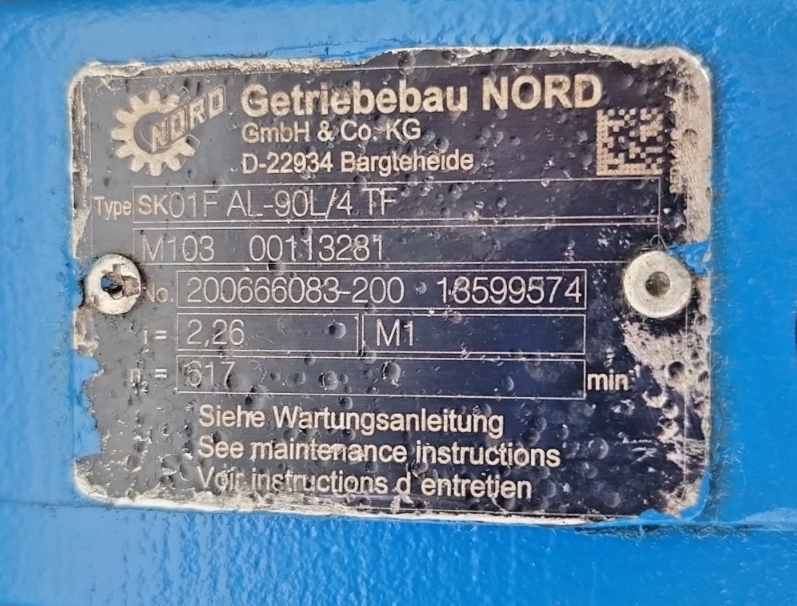 NORD
Getriebebau NORD
GmbH & Co. KG
D-22934 Bargteheide
Type SK01F AL-90L/4 TF
M103 00113281
No. 200666083-200 18599574
i= 2,26 M1
n₂ = 617 min
Siehe Wartungsanleitung
See maintenance instructions
Voir instructions d'entretien